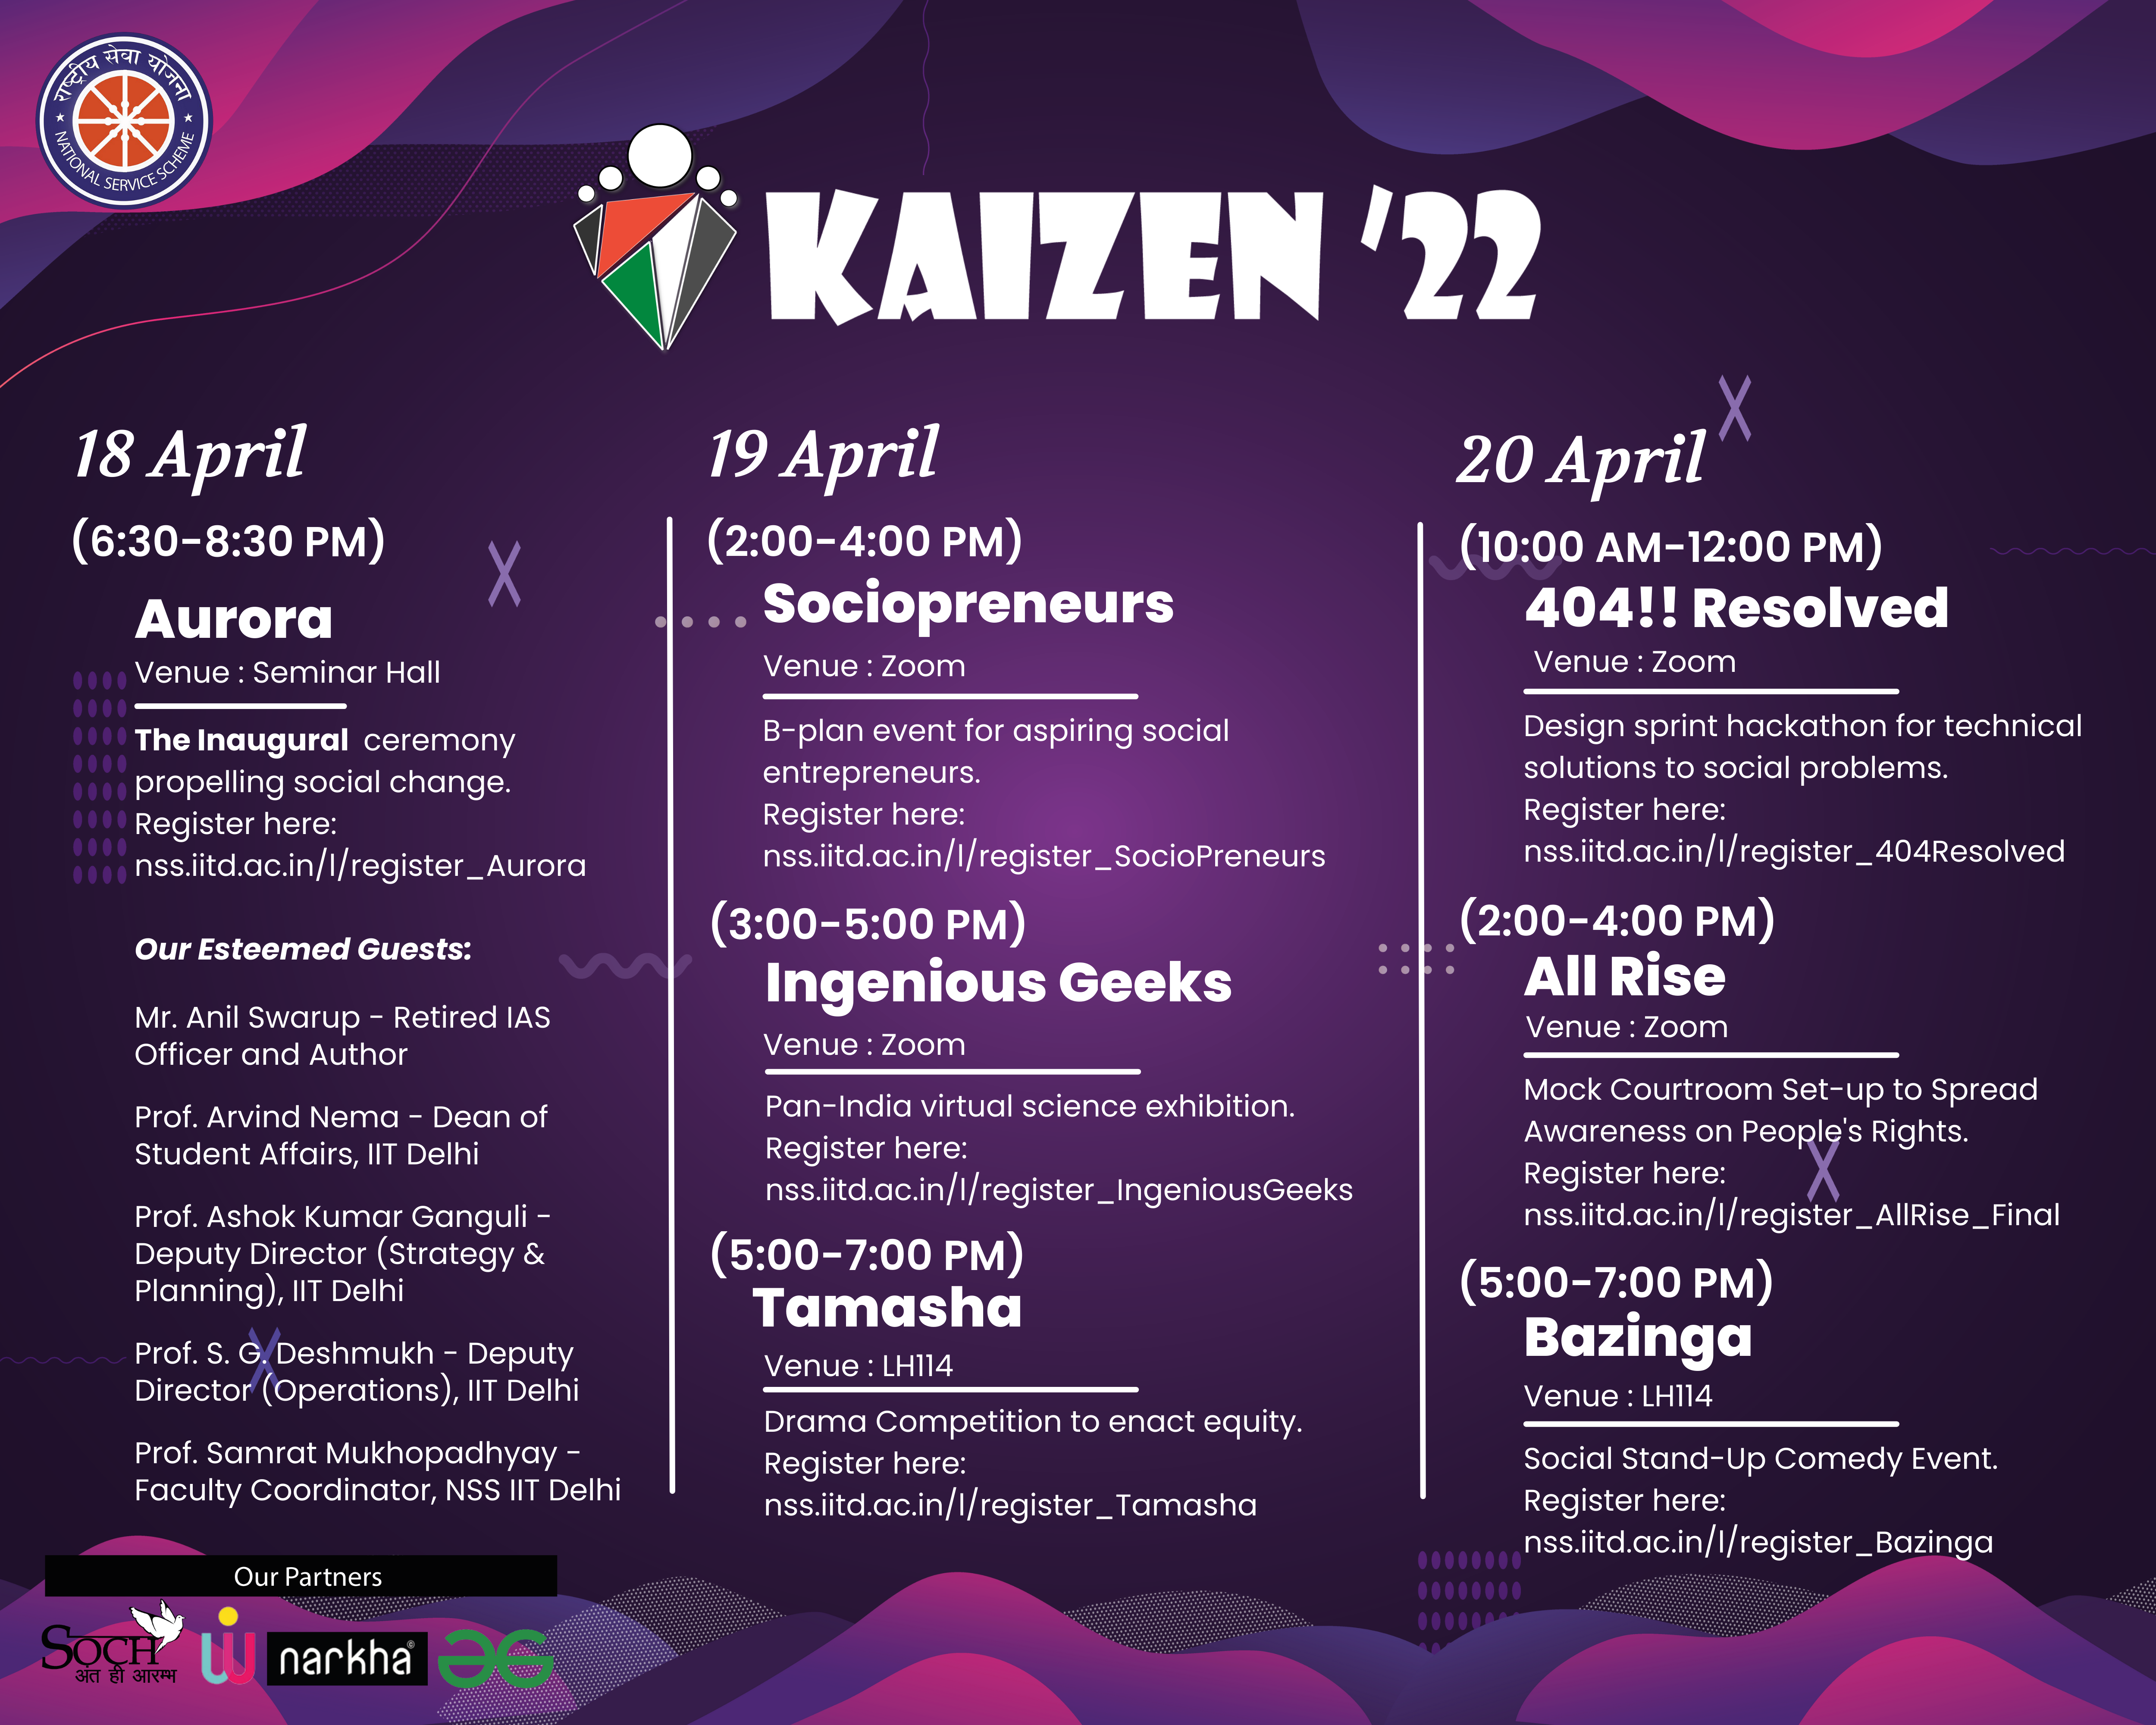 राष्ट्रीय सेवा योजना
NATIONAL SERVICE SCHEME
KAIZEN '22
18 April
(6:30-8:30 PM)
Aurora
Venue : Seminar Hall
The Inaugural ceremony
propelling social change.
Register here:
nss.iitd.ac.in/l/register_Aurora
Our Esteemed Guests:
Mr. Anil Swarup - Retired IAS
Officer and Author
Prof. Arvind Nema - Dean of
Student Affairs, IIT Delhi
Prof. Ashok Kumar Ganguli -
Deputy Director (Strategy &
Planning), IIT Delhi
Prof. S. G. Deshmukh - Deputy
Director (Operations), IIT Delhi
Prof. Samrat Mukhopadhyay -
Faculty Coordinator, NSS IIT Delhi
19 April
(2:00-4:00 PM)
Sociopreneurs
Venue : Zoom
B-plan event for aspiring social
entrepreneurs.
Register here:
nss.iitd.ac.in/l/register_SocioPreneurs
(3:00-5:00 PM)
Ingenious Geeks
Venue : Zoom
Pan-India virtual science exhibition.
Register here:
nss.iitd.ac.in/l/register_IngeniousGeeks
(5:00-7:00 PM)
Tamasha
Venue : LH114
Drama Competition to enact equity.
Register here:
nss.iitd.ac.in/l/register_Tamasha
20 April
(10:00 AM-12:00 PM)
404!! Resolved
Venue : Zoom
Design sprint hackathon for technical
solutions to social problems.
Register here:
nss.iitd.ac.in/l/register_404Resolved
(2:00-4:00 PM)
All Rise
Venue : Zoom
Mock Courtroom Set-up to Spread
Awareness on People's Rights.
Register here:
nss.iitd.ac.in/l/register_AllRise_Final
(5:00-7:00 PM)
Bazinga
Venue : LH114
Social Stand-Up Comedy Event.
Register here:
nss.iitd.ac.in/l/register_Bazinga
Our Partners
SOCH
अंत ही आरम्भ
narkha©